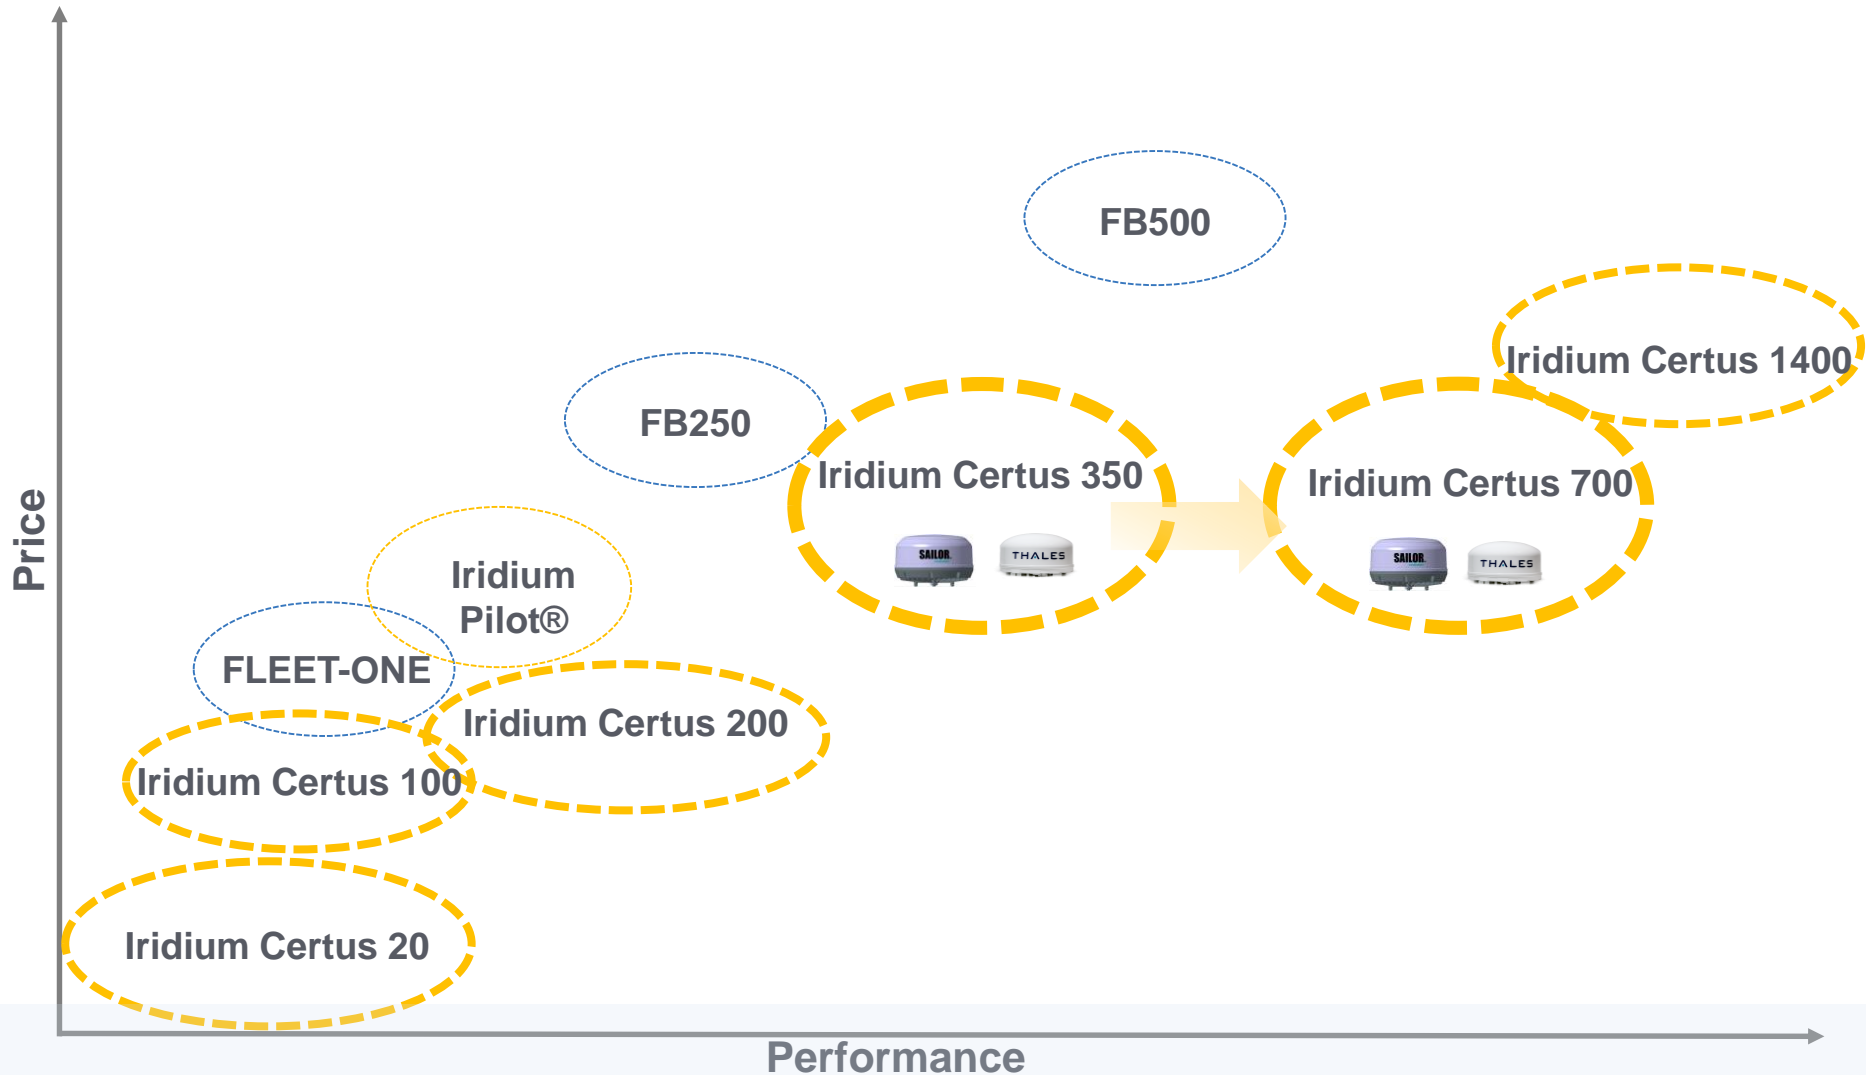 FB500
Iridium Certus 1400
FB250
Iridium Certus 350
Iridium Certus 700
SAILOR
THALES
SAILOR
THALES
Price
Iridium
Pilot®
FLEET-ONE
Iridium Certus 200
Iridium Certus 100
Iridium Certus 20
Performance